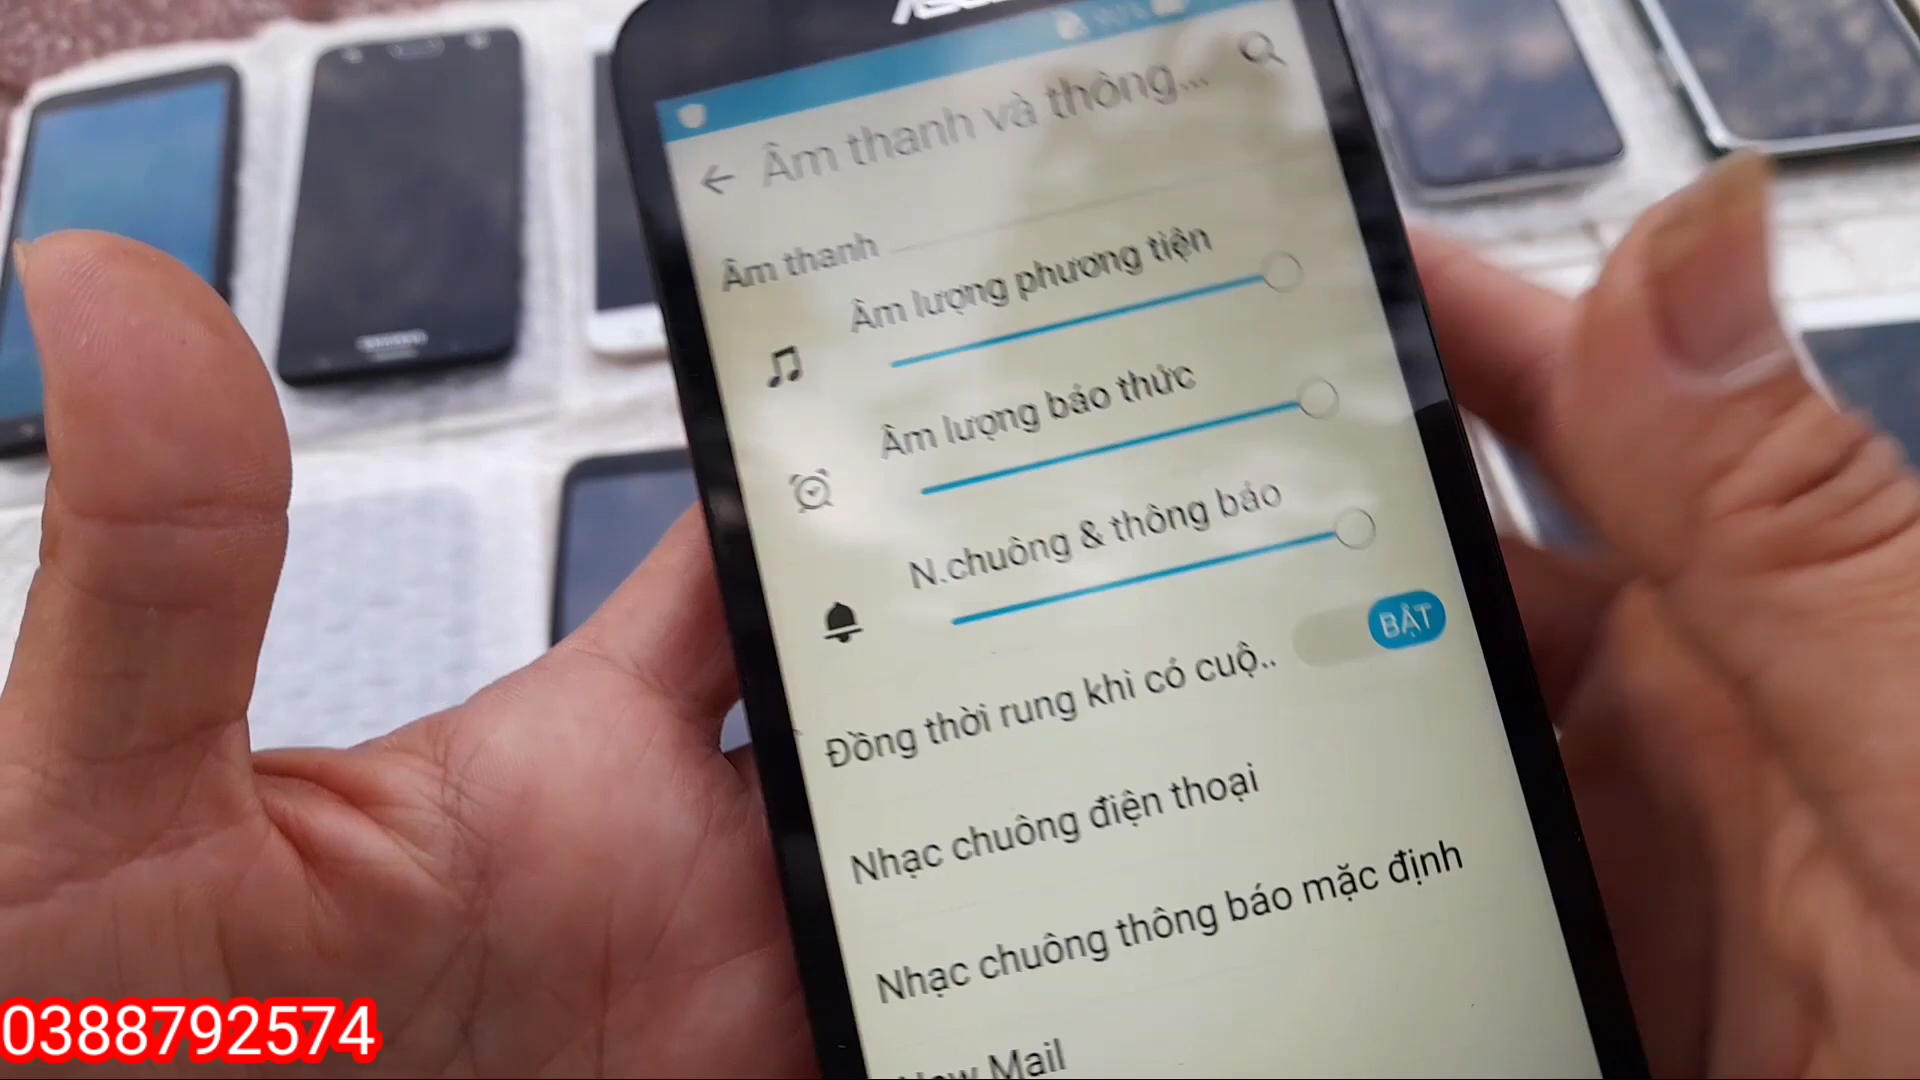 Âm thanh và thông...
Âm thanh
Âm lượng phương tiện
Âm lượng báo thức
N.chuông & thông báo
BẬT
Đồng thời rung khi có cuộ..
Nhạc chuông điện thoại
Nhạc chuông thông báo mặc định
New Mail
0388792574